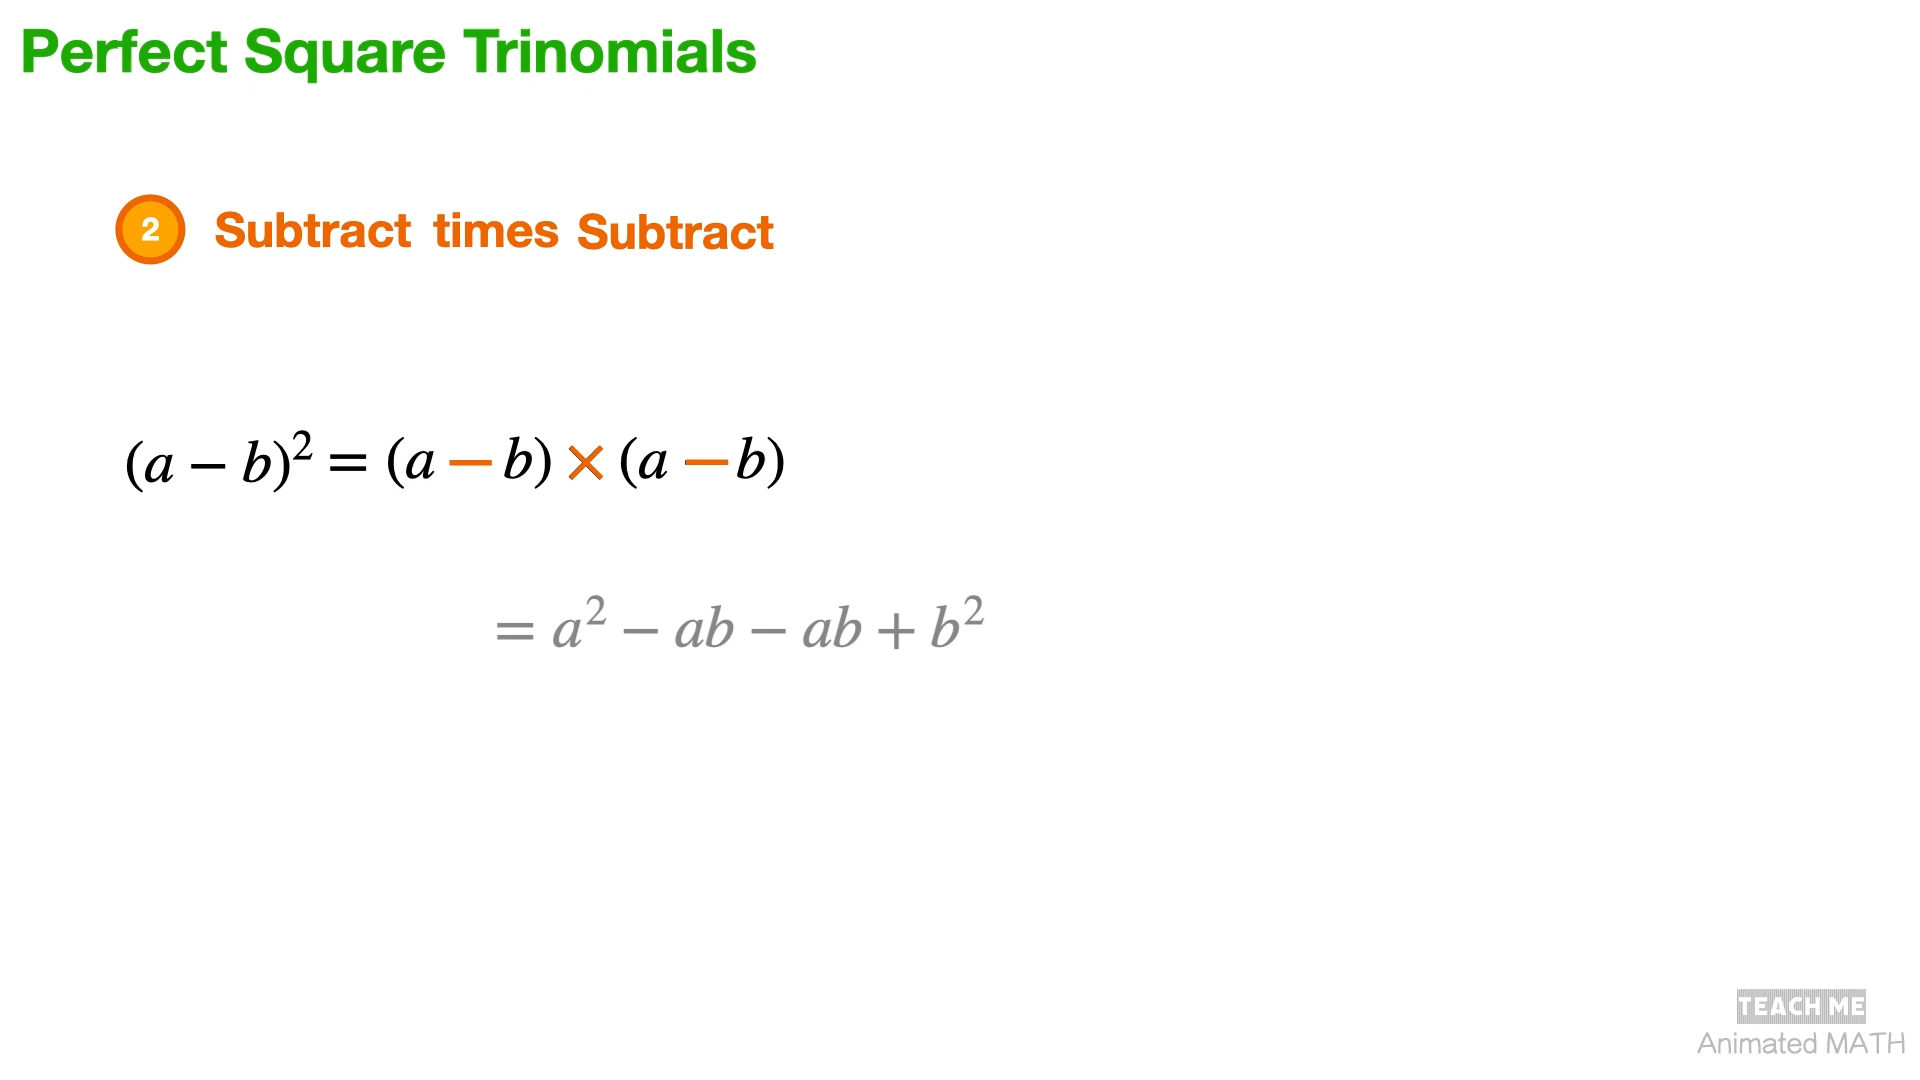 Perfect Square Trinomials
2 Subtract times Subtract
(a − b)² = (a − b) × (a − b)
= a² − ab − ab + b²
TEACH ME
Animated MATH